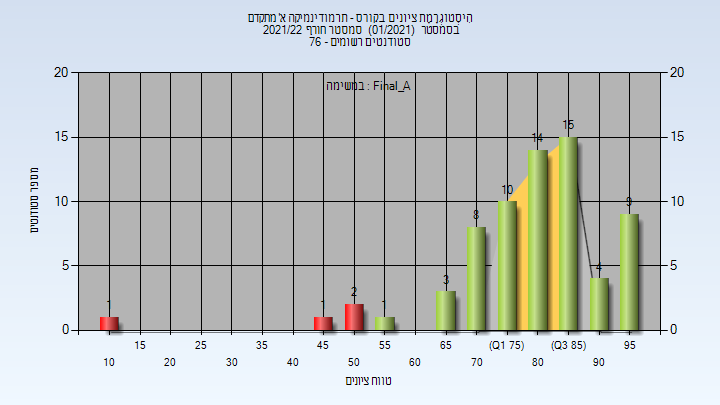 היסטוגרמת ציונים בקורס - תרמודינמיקה א' מתקדם
בסמסטר (01/2021) סמסטר חורף 2021/22
סטודנטים רשומים - 76
במשימה : Final_A
20 20
15 15
10 10
5 5
0 0
מספר סטודנטים
1 1 2 1 3 8 10 14 15 4 9
15 25 35 45 55 65 (Q1 75) (Q3 85) 95
10 20 30 40 50 60 70 80 90
טווח ציונים